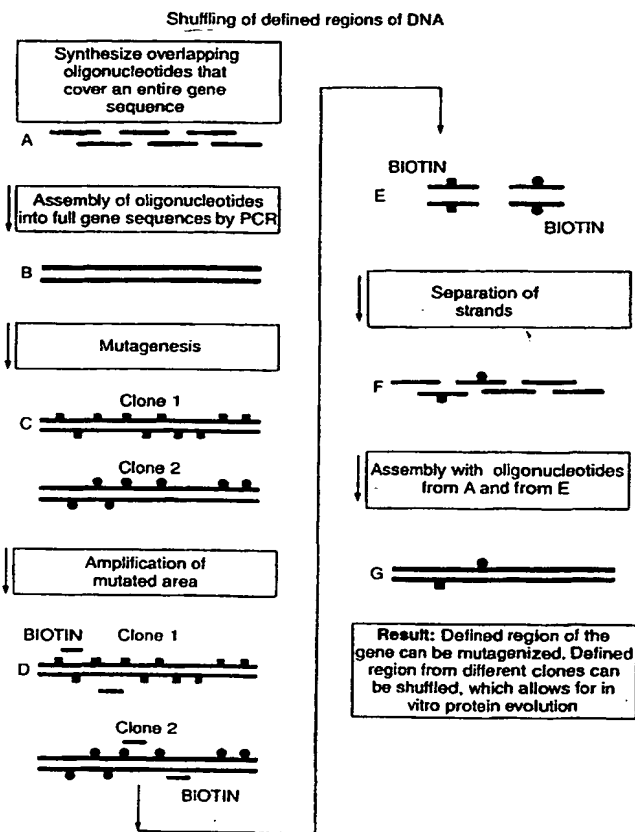 Shuffling of defined regions of DNA
Synthesize overlapping
oligonucleotides that
cover an entire gene
sequence
A
Assembly of oligonucleotides
into full gene sequences by PCR
B
Mutagenesis
Clone 1
C
Clone 2
Amplification of
mutated area
BIOTIN
Clone 1
D
Clone 2
BIOTIN
BIOTIN
E
BIOTIN
Separation of
strands
F
Assembly with oligonucleotides
from A and from E
G
Result: Defined region of the
gene can be mutagenized. Defined
region from different clones can
be shuffled, which allows for in
vitro protein evolution